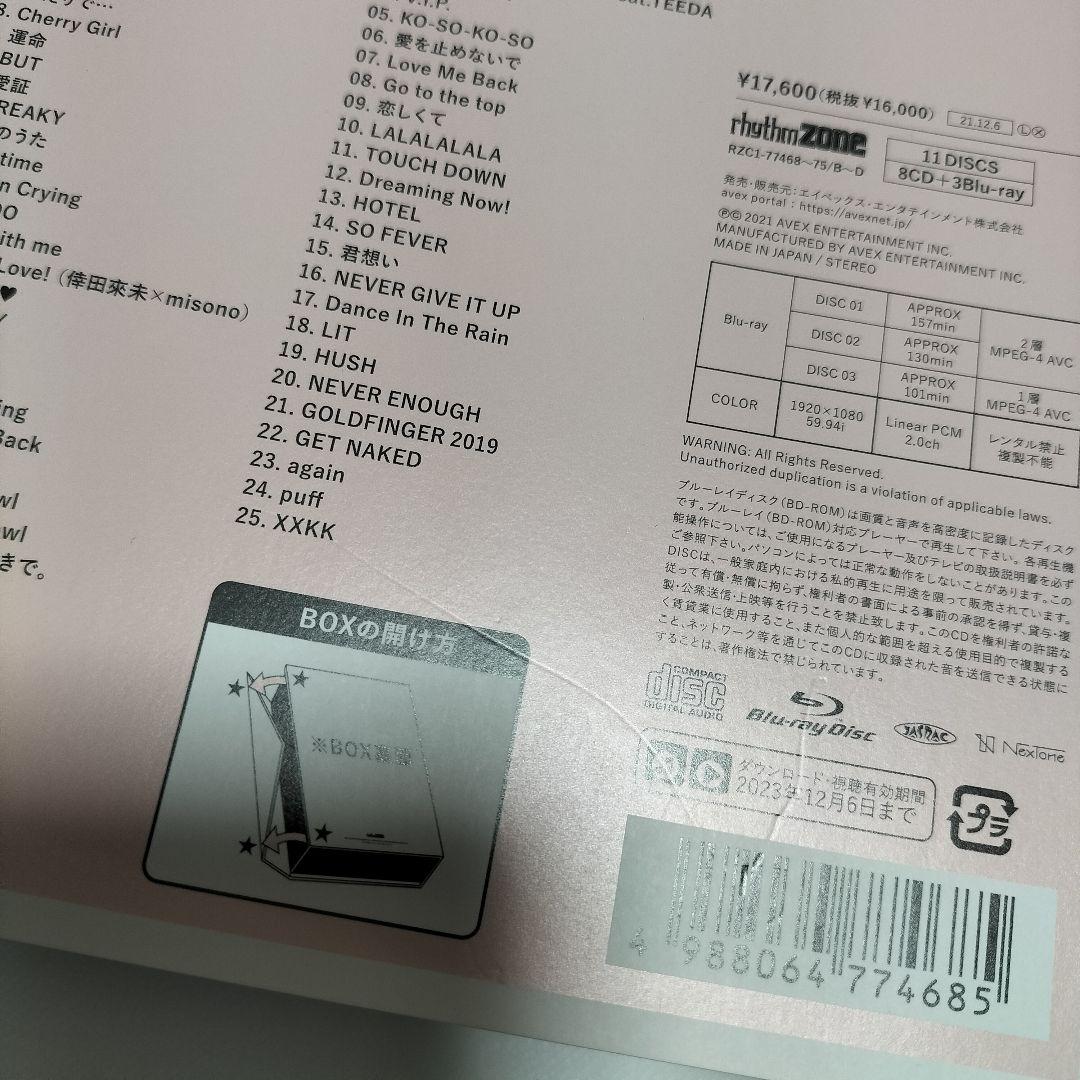 3. Cherry Girl
運命
BUT
愛証
REAKY
のうた
time
n Crying
ith me
Love! (倖田來未×misono)
♥
ing
Back
wl
wl
きで。
V.I.P.
05. KO-SO-KO-SO
06. 愛を止めないで
07. Love Me Back
08. Go to the top
09. 恋しくて
10. LALALALALA
11. TOUCH DOWN
12. Dreaming Now!
13. HOTEL
14. SO FEVER
15. 君想い
16. NEVER GIVE IT UP
17. Dance In The Rain
18. LIT
19. HUSH
20. NEVER ENOUGH
21. GOLDFINGER 2019
22. GET NAKED
23. again
24. puff
25. XXKK
feat.TEEDA
¥17,600(税抜¥16,000) 21.12.6 Ⓛⓧ
rhythm zone
RZC1-77468~75/B~D
11 DISCS
8CD+3Blu-ray
発売・販売元:エイベックス・エンタテインメント株式会社
avex portal : https://avexnet.jp/
ⓅⒸ 2021 AVEX ENTERTAINMENT INC.
MANUFACTURED BY AVEX ENTERTAINMENT INC.
MADE IN JAPAN / STEREO
Blu-ray
DISC 01
APPROX
157min
DISC 02
APPROX
130min
2層
MPEG-4 AVC
DISC 03
APPROX
101min
1層
MPEG-4 AVC
COLOR
1920×1080
59.94i
Linear PCM
2.0ch
レンタル禁止
複製不能
WARNING: All Rights Reserved.
Unauthorized duplication is a violation of applicable laws.
ブルーレイディスク(BD-ROM)は画質と音声を高密度に記録したディスク
です。ブルーレイ(BD-ROM)対応プレーヤーで再生して下さい。各再生機
能操作については、ご使用になるプレーヤー及びテレビの取扱説明書を必ず
ご参照下さい。パソコンによっては正常な動作をしないことがあります。この
DISCは、一般家庭内における私的再生に用途を限って販売されています。
従って有償・無償に拘らず、権利者の書面による事前の承認を得ず、貸与・複
製・公衆送信・上映等を行うことを禁止致します。このCDを権利者の許諾な
く賃貸業に使用すること、また個人的な範囲を超える使用目的で複製する
こと、ネットワーク等を通じてこのCDに収録された音を送信できる状態に
することは、著作権法で禁じられています。
COMPACT
disc
DIGITAL AUDIO
Blu-ray Disc
JASRAC
NexTone
ダウンロード・視聴有効期間
2023年12月6日まで
プラ
4 988064 774685
BOXの開け方
※BOX裏面